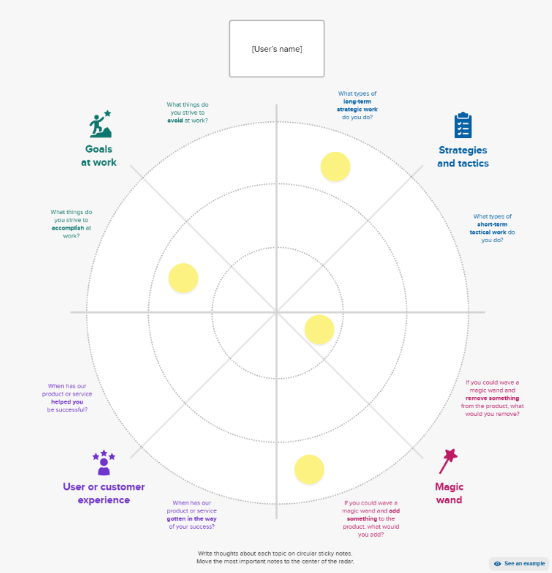 [User's name]
What types of
long-term
strategic work
do you do?
What things do
you strive to
avoid at work?
Goals
at work
Strategies
and tactics
What things do
you strive to
accomplish at
work?
What types of
short-term
tactical work do
you do?
When has our
product or service
helped you
be successful?
If you could wave a
magic wand and
remove something
from the product, what
would you remove?
User or customer
experience
Magic
wand
When has our
product or service
gotten in the way
of your success?
If you could wave a
magic wand and add
something to the
product, what would
you add?
Write thoughts about each topic on circular sticky notes.
Move the most important notes to the center of the radar.
See an example